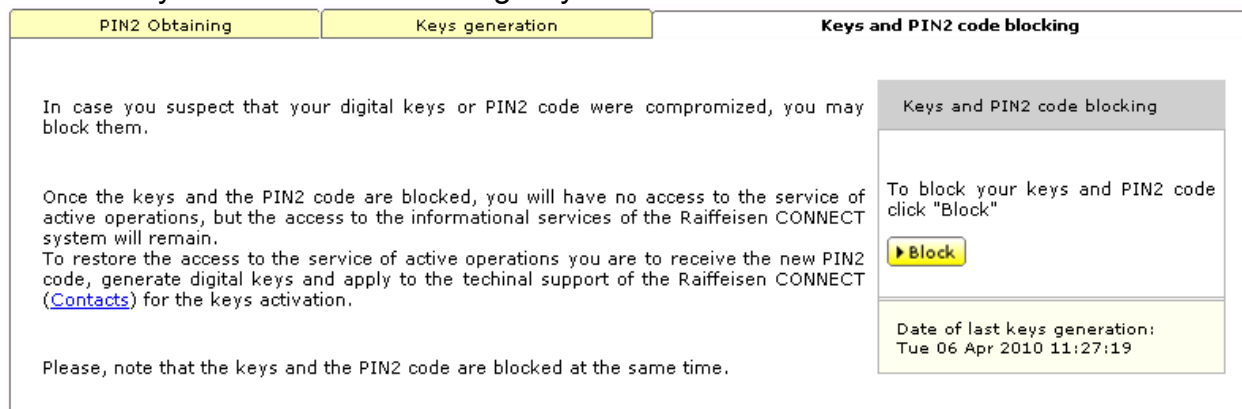 PIN2 Obtaining
Keys generation
Keys and PIN2 code blocking
In case you suspect that your digital keys or PIN2 code were compromized, you may
block them.
Once the keys and the PIN2 code are blocked, you will have no access to the service of
active operations, but the access to the informational services of the Raiffeisen CONNECT
system will remain.
To restore the access to the service of active operations you are to receive the new PIN2
code, generate digital keys and apply to the techinal support of the Raiffeisen CONNECT
(Contacts) for the keys activation.
Please, note that the keys and the PIN2 code are blocked at the same time.
Keys and PIN2 code blocking
To block your keys and PIN2 code
click "Block"
Block
Date of last keys generation:
Tue 06 Apr 2010 11:27:19